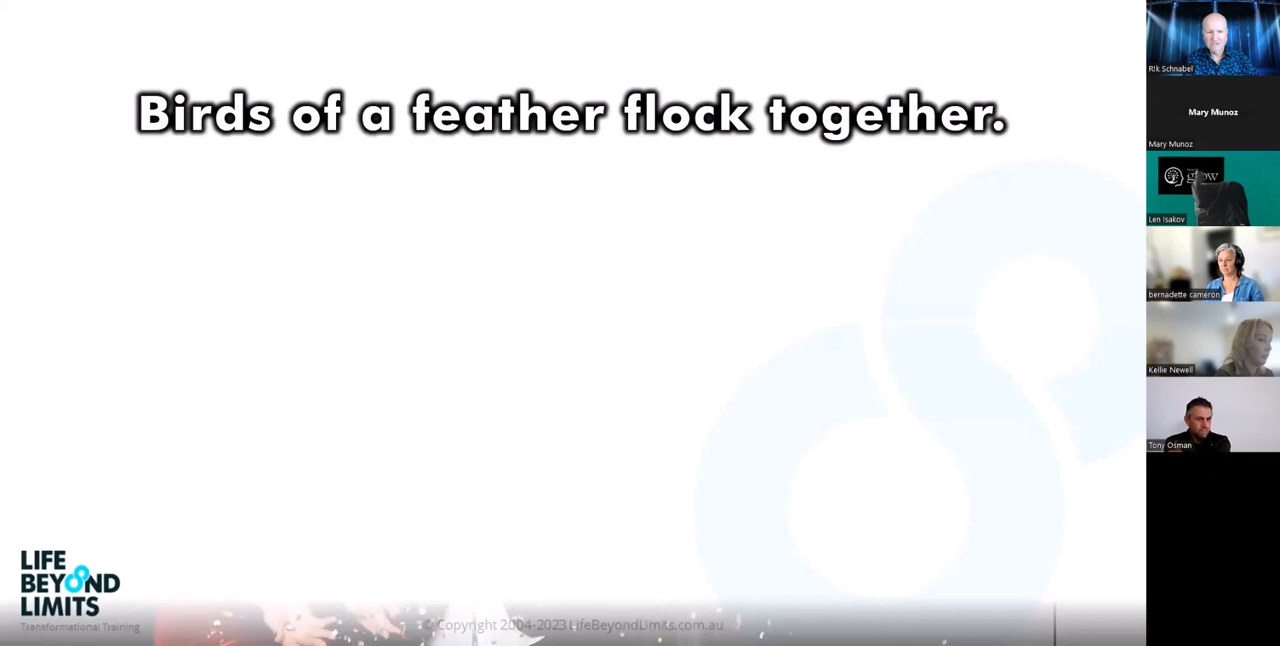 Birds of a feather flock together.
LIFE
BEYOND
LIMITS
Transformational Training
© Copyright 2004-2023 LifeBeyondLimits.com.au
Rik Schnabel
Mary Munoz
Mary Munoz
grow
Len Isakov
bernadette cameron
Kellie Newell
Tony Osman